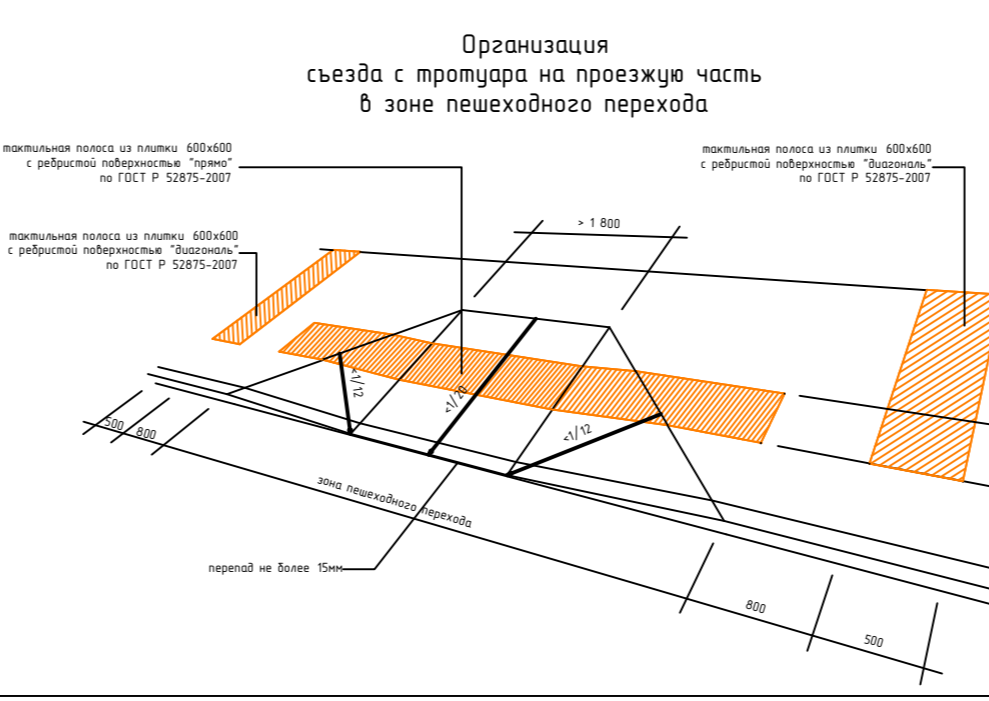 Организация
съезда с тротуара на проезжую часть
в зоне пешеходного перехода
тактильная полоса из плитки 600х600
с ребристой поверхностью "прямо"
по ГОСТ Р 52875-2007
тактильная полоса из плитки 600х600
с ребристой поверхностью "диагональ"
по ГОСТ Р 52875-2007
тактильная полоса из плитки 600х600
с ребристой поверхностью "диагональ"
по ГОСТ Р 52875-2007
> 1 800
<1/12
<1/20
<1/12
500
800
зона пешеходного перехода
перепад не более 15мм
800
500